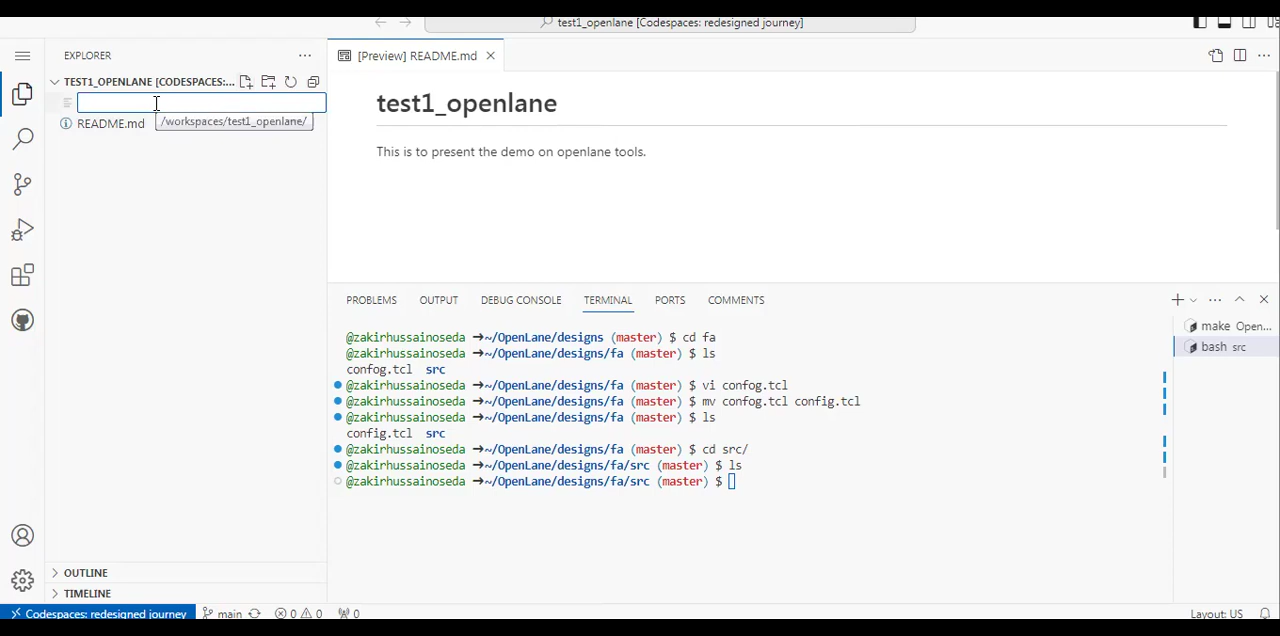 test1_openlane [Codespaces: redesigned journey]
EXPLORER
TEST1_OPENLANE [CODESPACES:...
/workspaces/test1_openlane/
README.md
OUTLINE
TIMELINE
[Preview] README.md
test1_openlane
This is to present the demo on openlane tools.
PROBLEMS OUTPUT DEBUG CONSOLE TERMINAL PORTS COMMENTS
@zakirhussainoseda ➜~/OpenLane/designs (master) $ cd fa
@zakirhussainoseda ➜~/OpenLane/designs/fa (master) $ ls
confog.tcl src
@zakirhussainoseda ➜~/OpenLane/designs/fa (master) $ vi confog.tcl
@zakirhussainoseda ➜~/OpenLane/designs/fa (master) $ mv confog.tcl config.tcl
@zakirhussainoseda ➜~/OpenLane/designs/fa (master) $ ls
config.tcl src
@zakirhussainoseda ➜~/OpenLane/designs/fa (master) $ cd src/
@zakirhussainoseda ➜~/OpenLane/designs/fa/src (master) $ ls
@zakirhussainoseda ➜~/OpenLane/designs/fa/src (master) $
make Open...
bash src
Codespaces: redesigned journey main 0 0 0 Layout: US